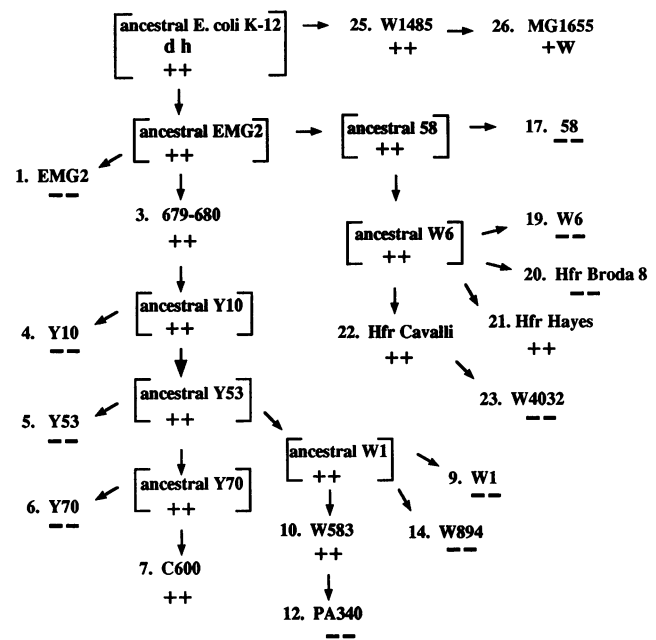 ancestral E. coli K-12
d h
++
25. W1485
++
26. MG1655
+W
ancestral EMG2
++
ancestral 58
++
17. 58
– –
1. EMG2
– –
3. 679-680
++
ancestral W6
++
19. W6
– –
20. Hfr Broda 8
– –
ancestral Y10
++
4. Y10
– –
22. Hfr Cavalli
++
21. Hfr Hayes
++
ancestral Y53
++
5. Y53
– –
23. W4032
– –
ancestral W1
++
9. W1
– –
ancestral Y70
++
6. Y70
– –
10. W583
++
14. W894
– –
7. C600
++
12. PA340
– –